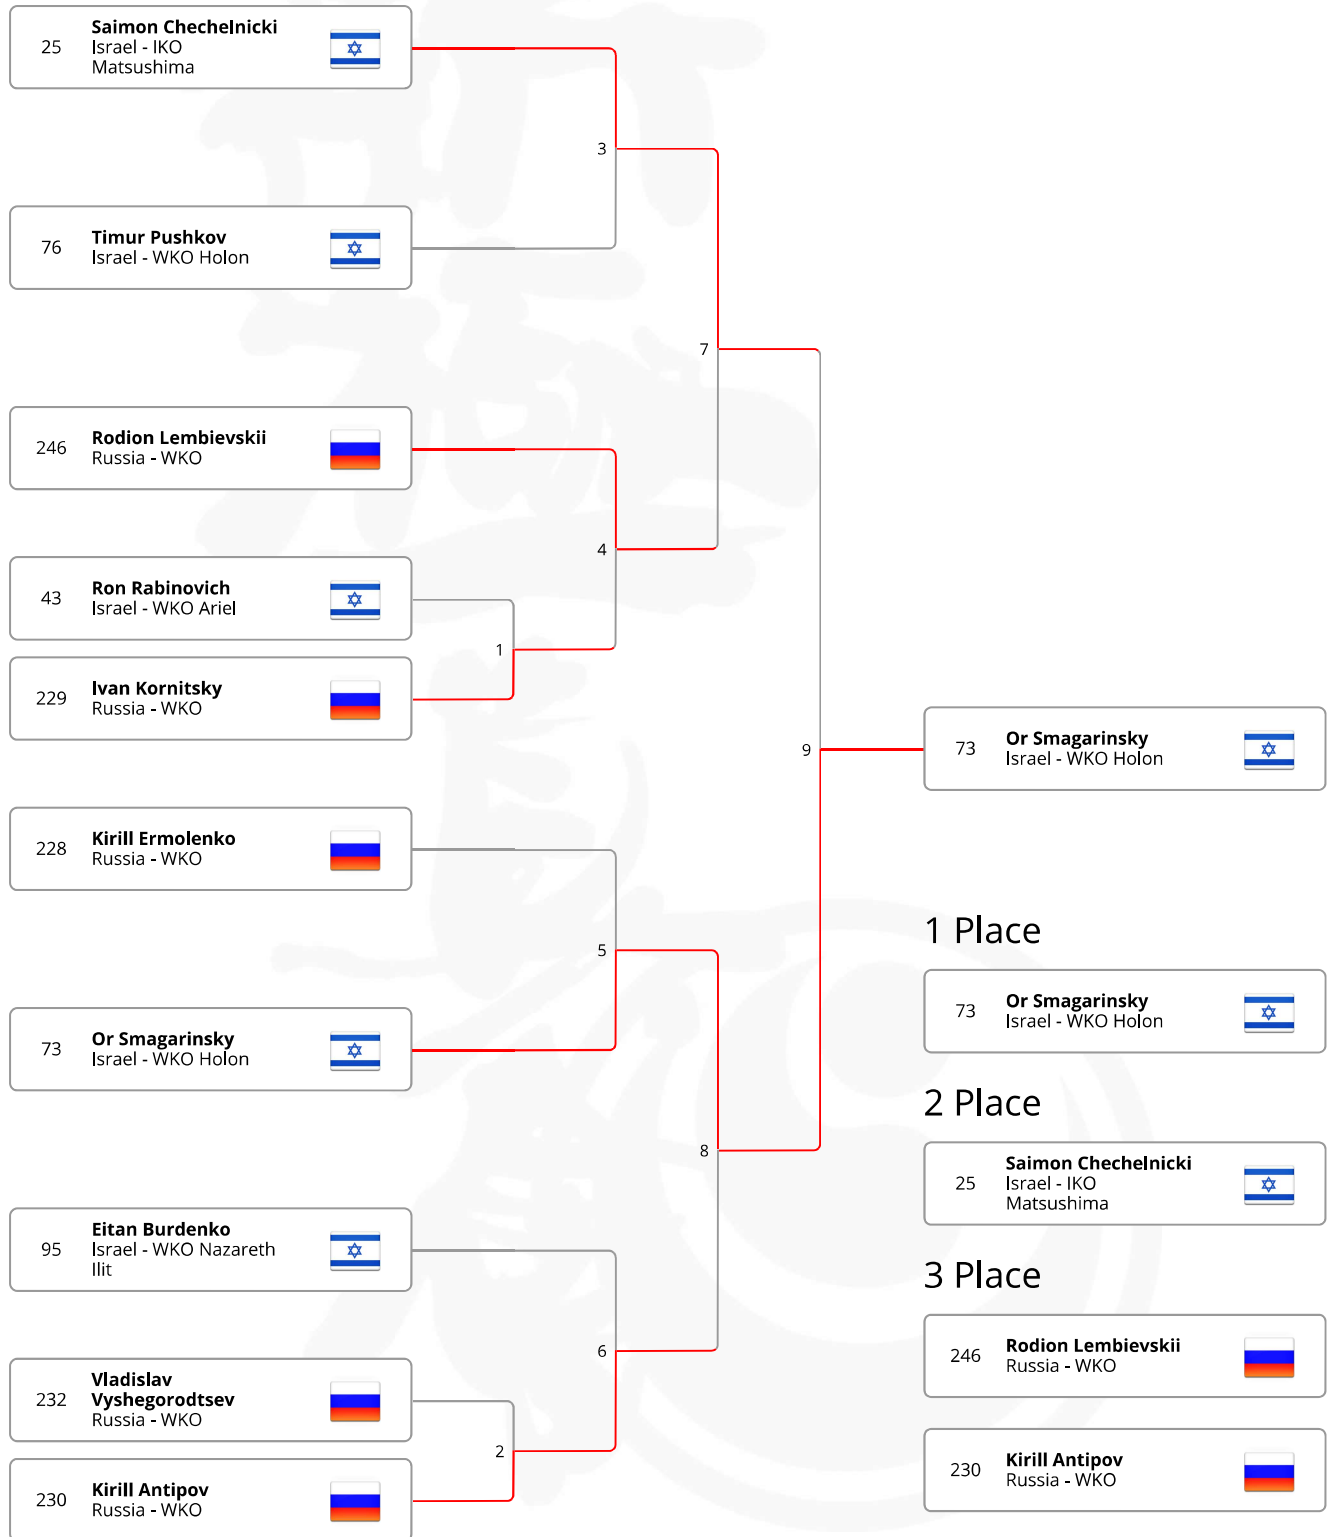 25
Saimon Chechelnicki
Israel - IKO
Matsushima
3
76
Timur Pushkov
Israel - WKO Holon
7
246
Rodion Lembievskii
Russia - WKO
4
43
Ron Rabinovich
Israel - WKO Ariel
1
229
Ivan Kornitsky
Russia - WKO
9
73
Or Smagarinsky
Israel - WKO Holon
228
Kirill Ermolenko
Russia - WKO
5
73
Or Smagarinsky
Israel - WKO Holon
8
95
Eitan Burdenko
Israel - WKO Nazareth
Ilit
6
232
Vladislav
Vyshegorodtsev
Russia - WKO
2
230
Kirill Antipov
Russia - WKO
1 Place
73
Or Smagarinsky
Israel - WKO Holon
2 Place
25
Saimon Chechelnicki
Israel - IKO
Matsushima
3 Place
246
Rodion Lembievskii
Russia - WKO
230
Kirill Antipov
Russia - WKO